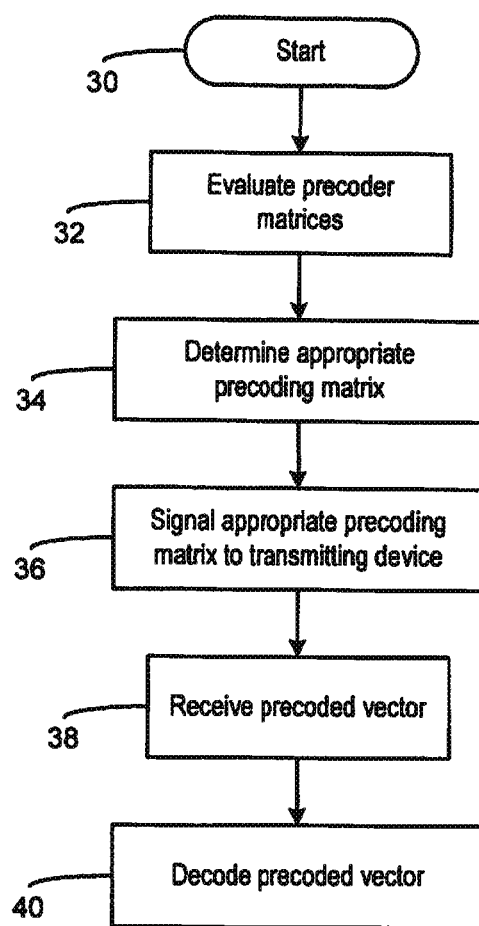 Start
30
Evaluate precoder
matrices
32
Determine appropriate
precoding matrix
34
Signal appropriate precoding
matrix to transmitting device
36
Receive precoded vector
38
Decode precoded vector
40